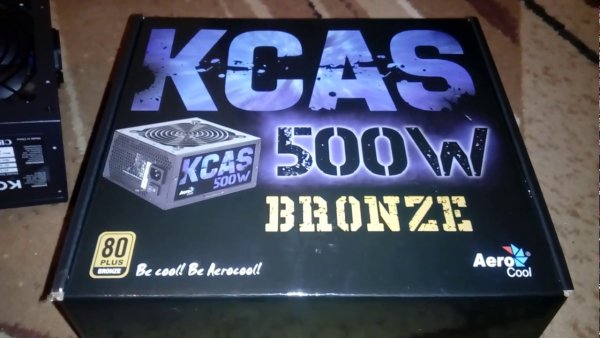 KCAS
500W
KCAS
500W
BRONZE
80
PLUS
BRONZE
Be cool! Be Aerocool!
Aero
Cool